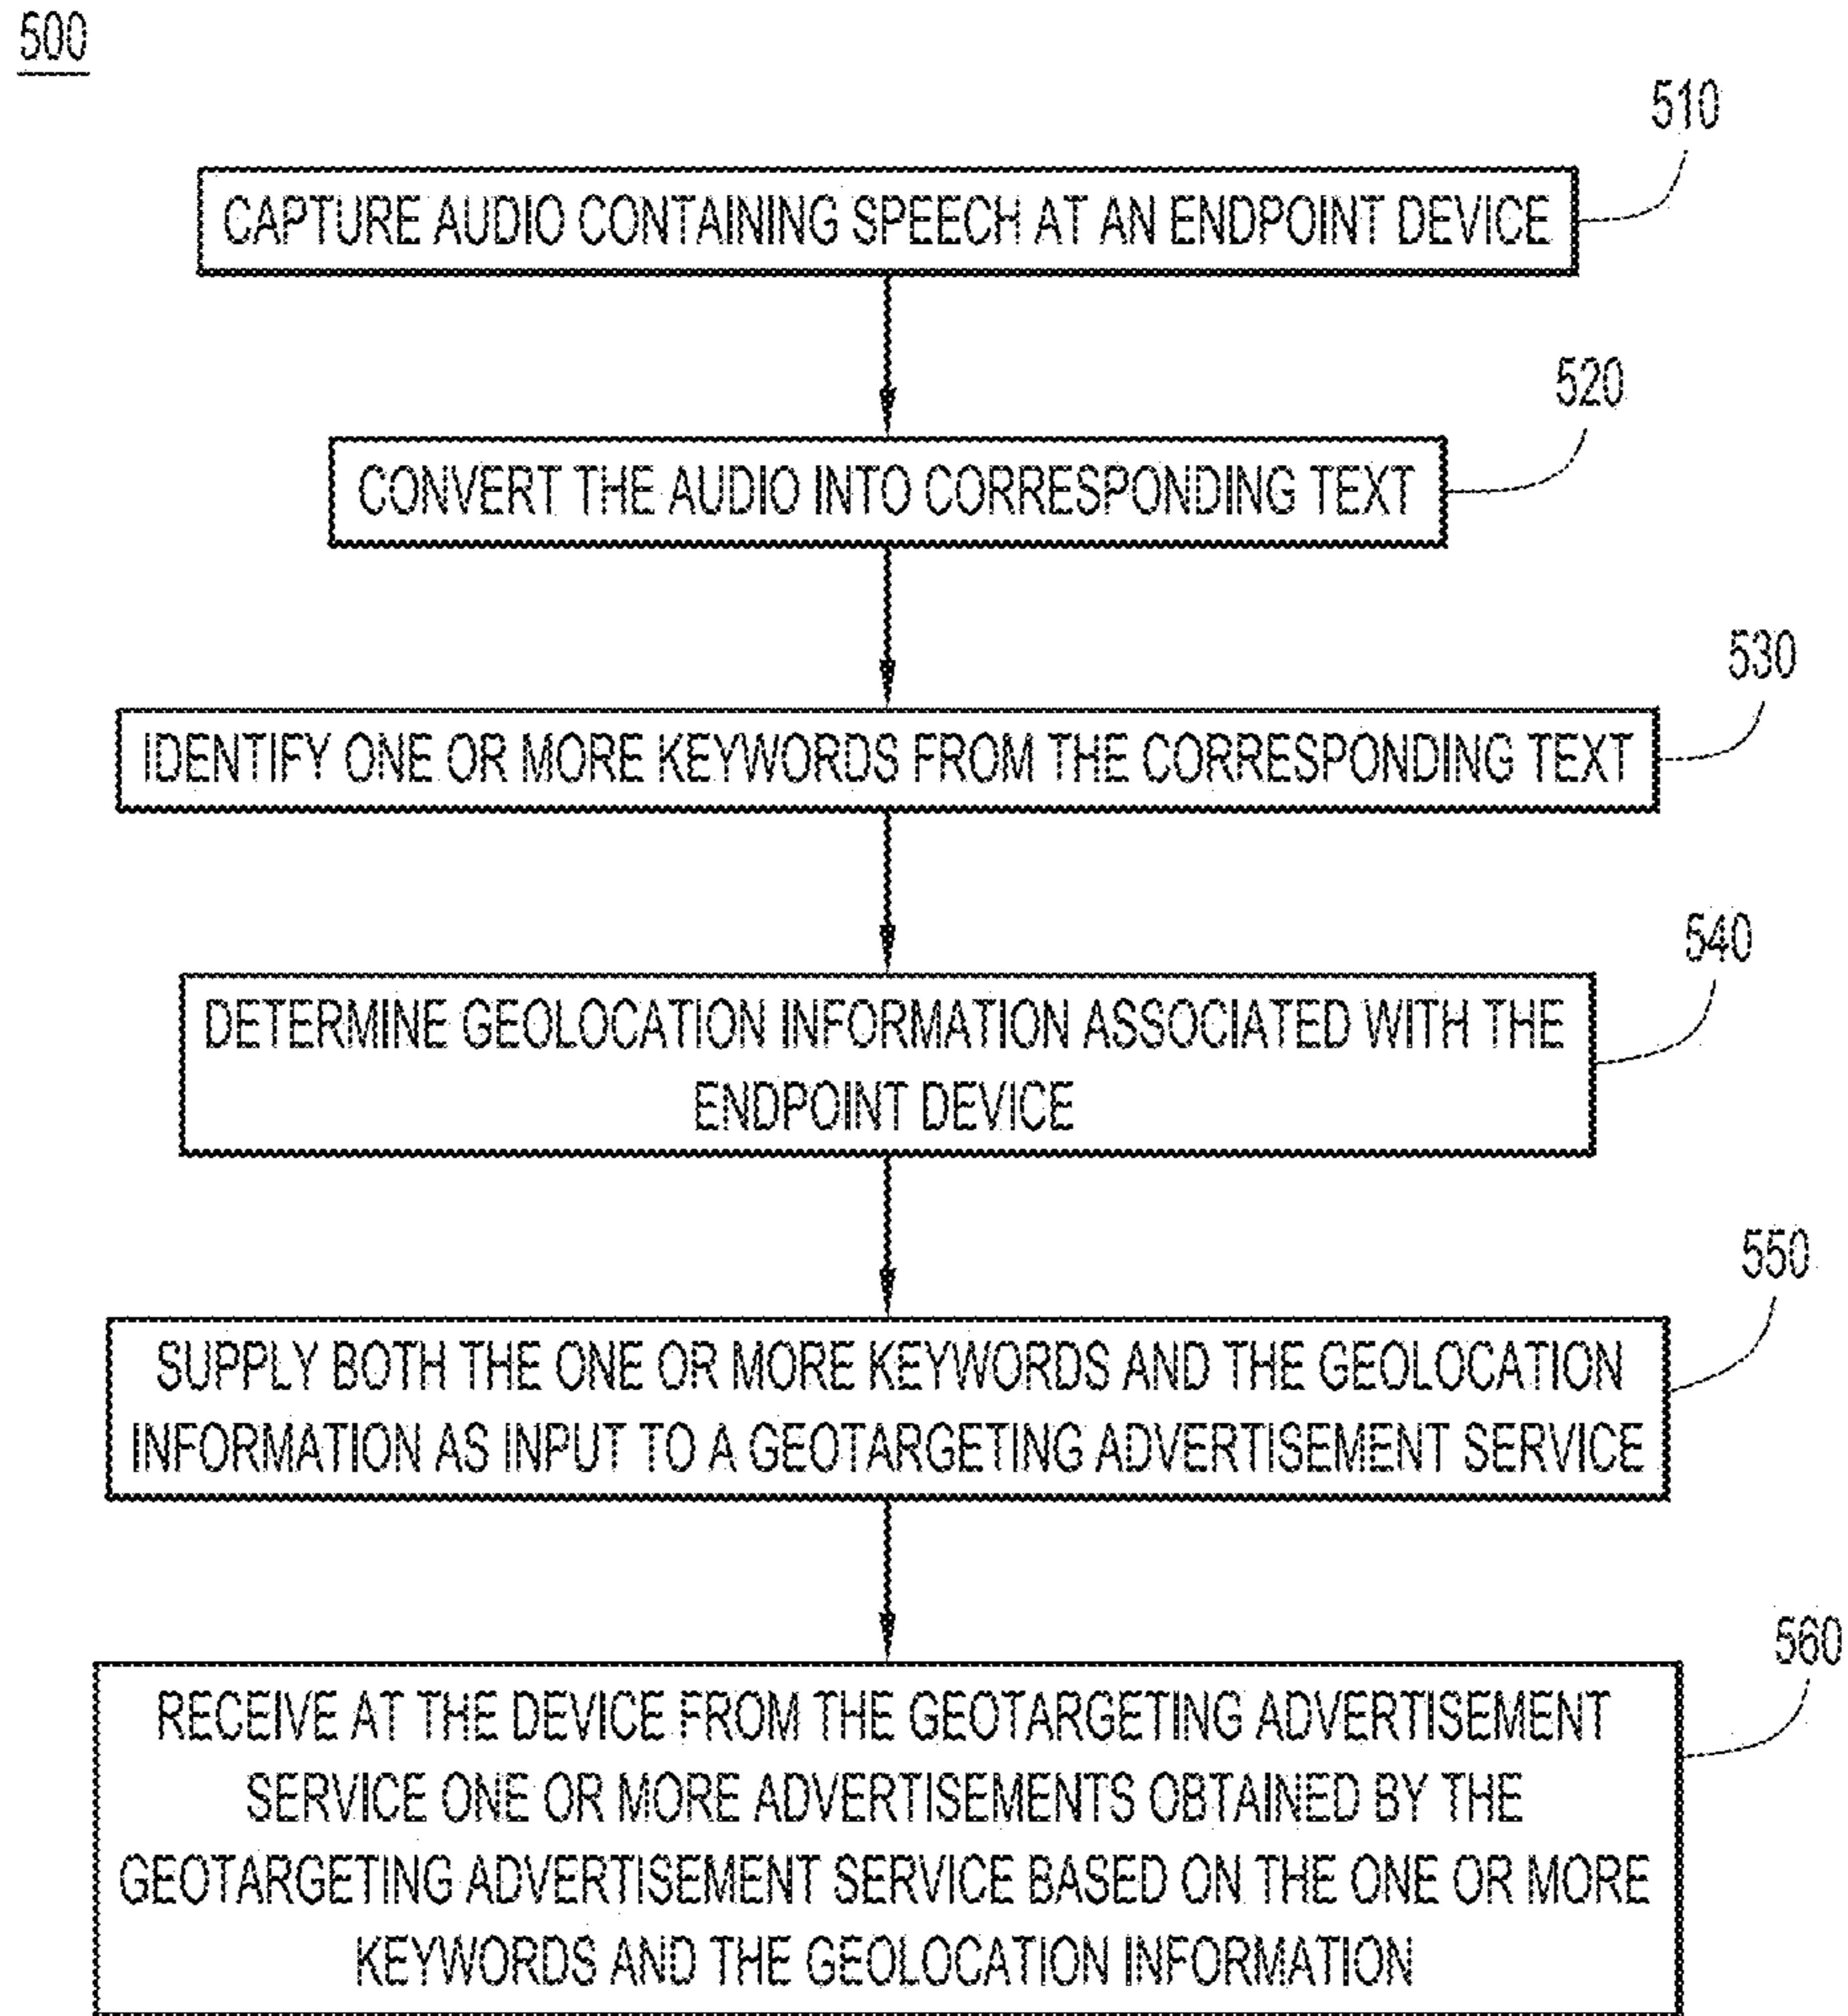 500
510
CAPTURE AUDIO CONTAINING SPEECH AT AN ENDPOINT DEVICE
520
CONVERT THE AUDIO INTO CORRESPONDING TEXT
530
IDENTIFY ONE OR MORE KEYWORDS FROM THE CORRESPONDING TEXT
540
DETERMINE GEOLOCATION INFORMATION ASSOCIATED WITH THE
ENDPOINT DEVICE
550
SUPPLY BOTH THE ONE OR MORE KEYWORDS AND THE GEOLOCATION
INFORMATION AS INPUT TO A GEOTARGETING ADVERTISEMENT SERVICE
560
RECEIVE AT THE DEVICE FROM THE GEOTARGETING ADVERTISEMENT
SERVICE ONE OR MORE ADVERTISEMENTS OBTAINED BY THE
GEOTARGETING ADVERTISEMENT SERVICE BASED ON THE ONE OR MORE
KEYWORDS AND THE GEOLOCATION INFORMATION